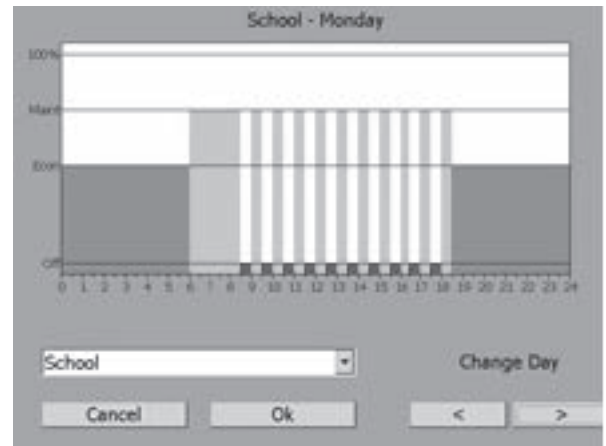 School - Monday
100%
Maint
Econ
Off
0 1 2 3 4 5 6 7 8 9 10 11 12 13 14 15 16 17 18 19 20 21 22 23 24
School
Change Day
Cancel
Ok
<
>